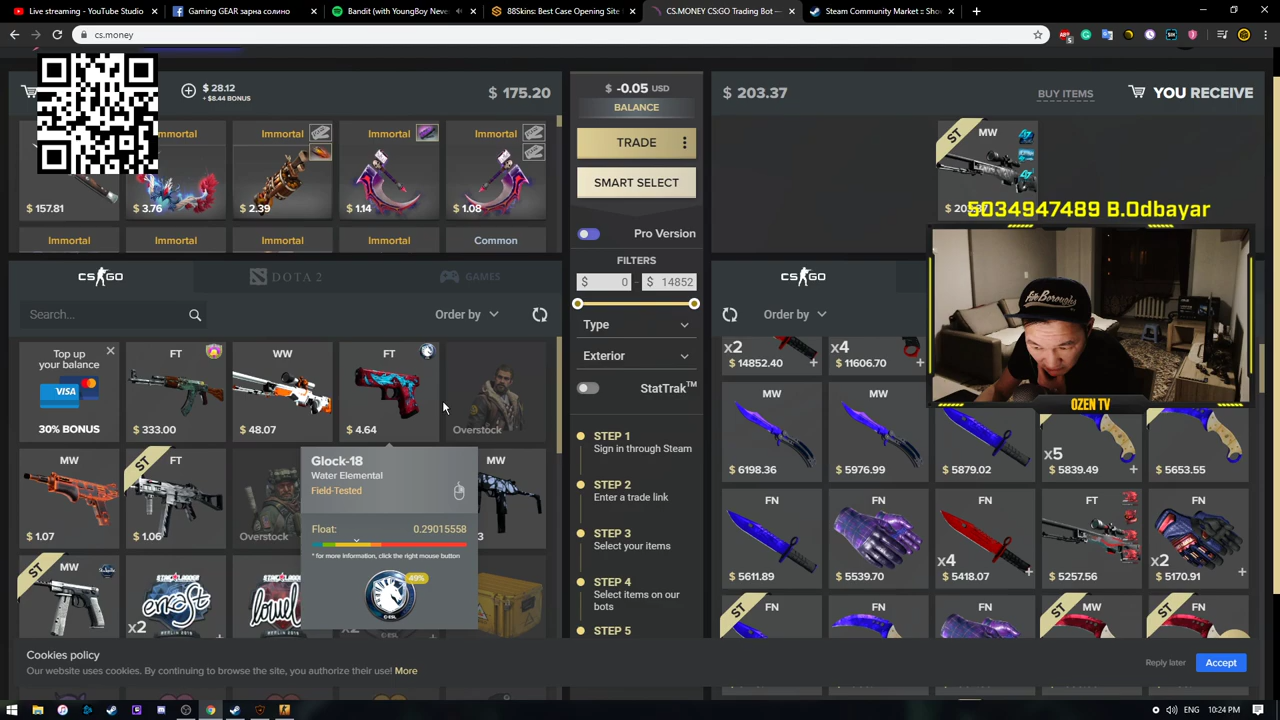 Live streaming - YouTube Studio
Gaming GEAR зарна солино
Bandit (with YoungBoy Never
88Skins: Best Case Opening Site
CS.MONEY CSGO Trading Bot —
Steam Community Market :: Sho
cs.money
$ 28.12
+ $8.44 BONUS
$ 175.20
$ -0.05 USD
BALANCE
$ 203.37
BUY ITEMS
YOU RECEIVE
Immortal
Immortal
Immortal
Immortal
$ 157.81
$ 3.76
$ 2.39
$ 1.14
$ 1.08
Immortal
Immortal
Immortal
Immortal
Common
TRADE
SMART SELECT
Pro Version
FILTERS
$ 0
$ 14852
Type
Exterior
StatTrak™
ST MW
5034947489 B.Odbayar
OZEN TV
CS:GO
DOTA 2
GAMES
CS:GO
Search...
Order by
Order by
Top up your balance
VISA
30% BONUS
FT
$ 333.00
WW
$ 48.07
FT
$ 4.64
Overstock
MW
$ 1.07
ST FT
$ 1.06
Overstock
MW
Glock-18
Water Elemental
Field-Tested
Float: 0.29015558
* for more information, click the right mouse button
49%
ST MW
x2
STEP 1
Sign in through Steam
STEP 2
Enter a trade link
STEP 3
Select your items
STEP 4
Select items on our
bots
STEP 5
x2
$ 14852.40
x4
$ 11606.70
MW
$ 6198.36
MW
$ 5976.99
$ 5879.02
x5
$ 5839.49
$ 5653.55
FN
$ 5611.89
FN
$ 5539.70
FN
x4
$ 5418.07
FT
$ 5257.56
FN
x2
$ 5170.91
ST FN
FN
FN
ST MW
ST FN
Cookies policy
Our website uses cookies. By continuing to browse the site, you authorize their use! More
Reply later
Accept
10:24 PM
ENG